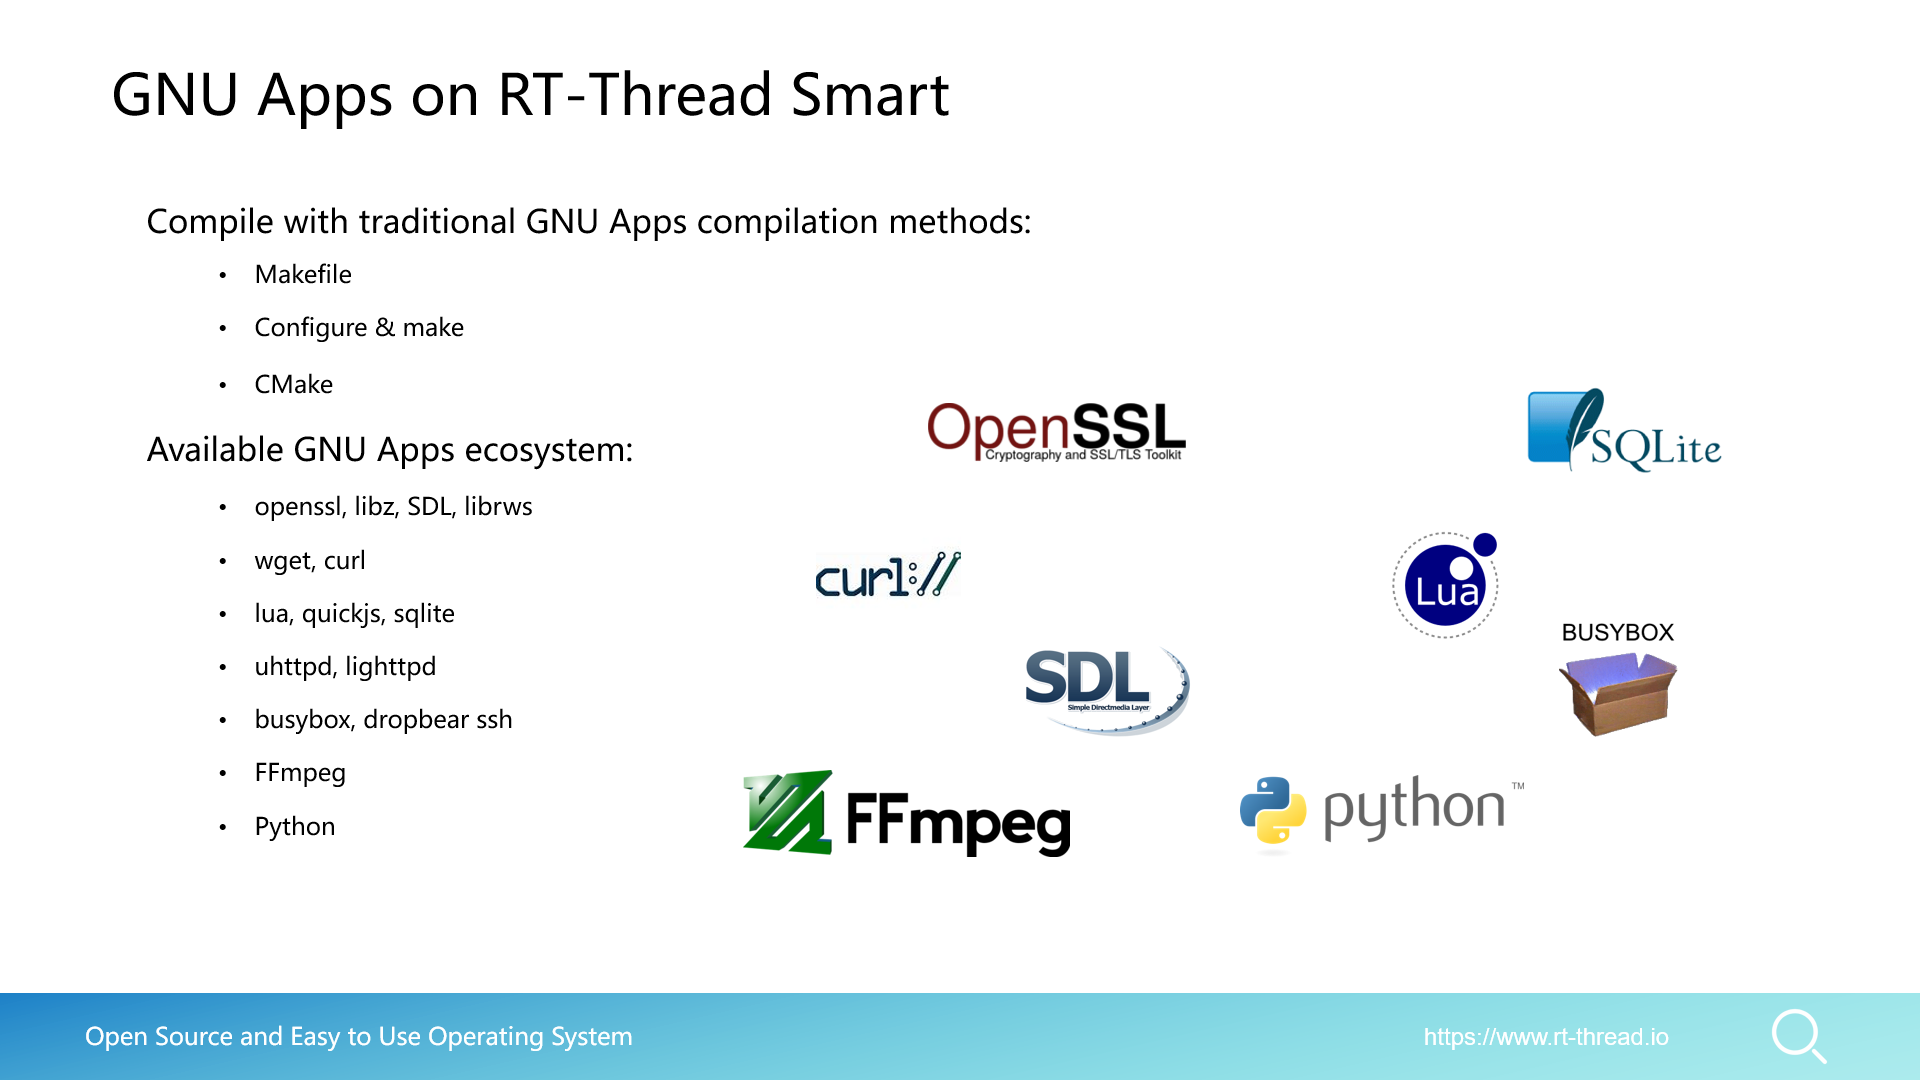 GNU Apps on RT-Thread Smart
Compile with traditional GNU Apps compilation methods:
• Makefile
• Configure & make
• CMake
Available GNU Apps ecosystem:
• openssl, libz, SDL, librws
• wget, curl
• lua, quickjs, sqlite
• uhttpd, lighttpd
• busybox, dropbear ssh
• FFmpeg
• Python
OpenSSL
Cryptography and SSL/TLS Toolkit
SQLite
curl://
Lua
BUSYBOX
SDL
Simple Directmedia Layer
FFmpeg
python™
Open Source and Easy to Use Operating System
https://www.rt-thread.io